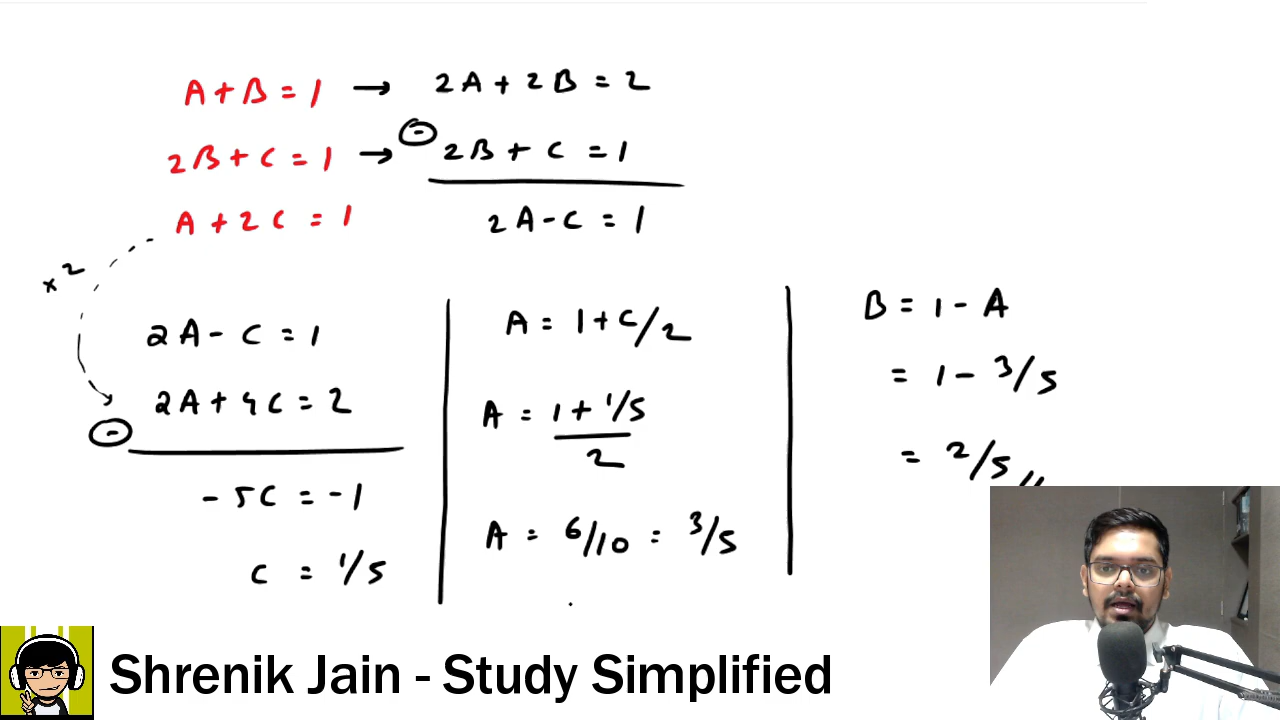 A + B = 1 → 2A + 2B = 2
2B + C = 1 → ⊖ 2B + C = 1
A + 2C = 1
2A - C = 1
x2
2A - C = 1
2A + 4C = 2
⊖
- 5C = -1
C = 1/5
A = 1 + C/2
A = 1 + 1/5
2
A = 6/10 = 3/5
B = 1 - A
= 1 - 3/5
= 2/5 //
Shrenik Jain - Study Simplified